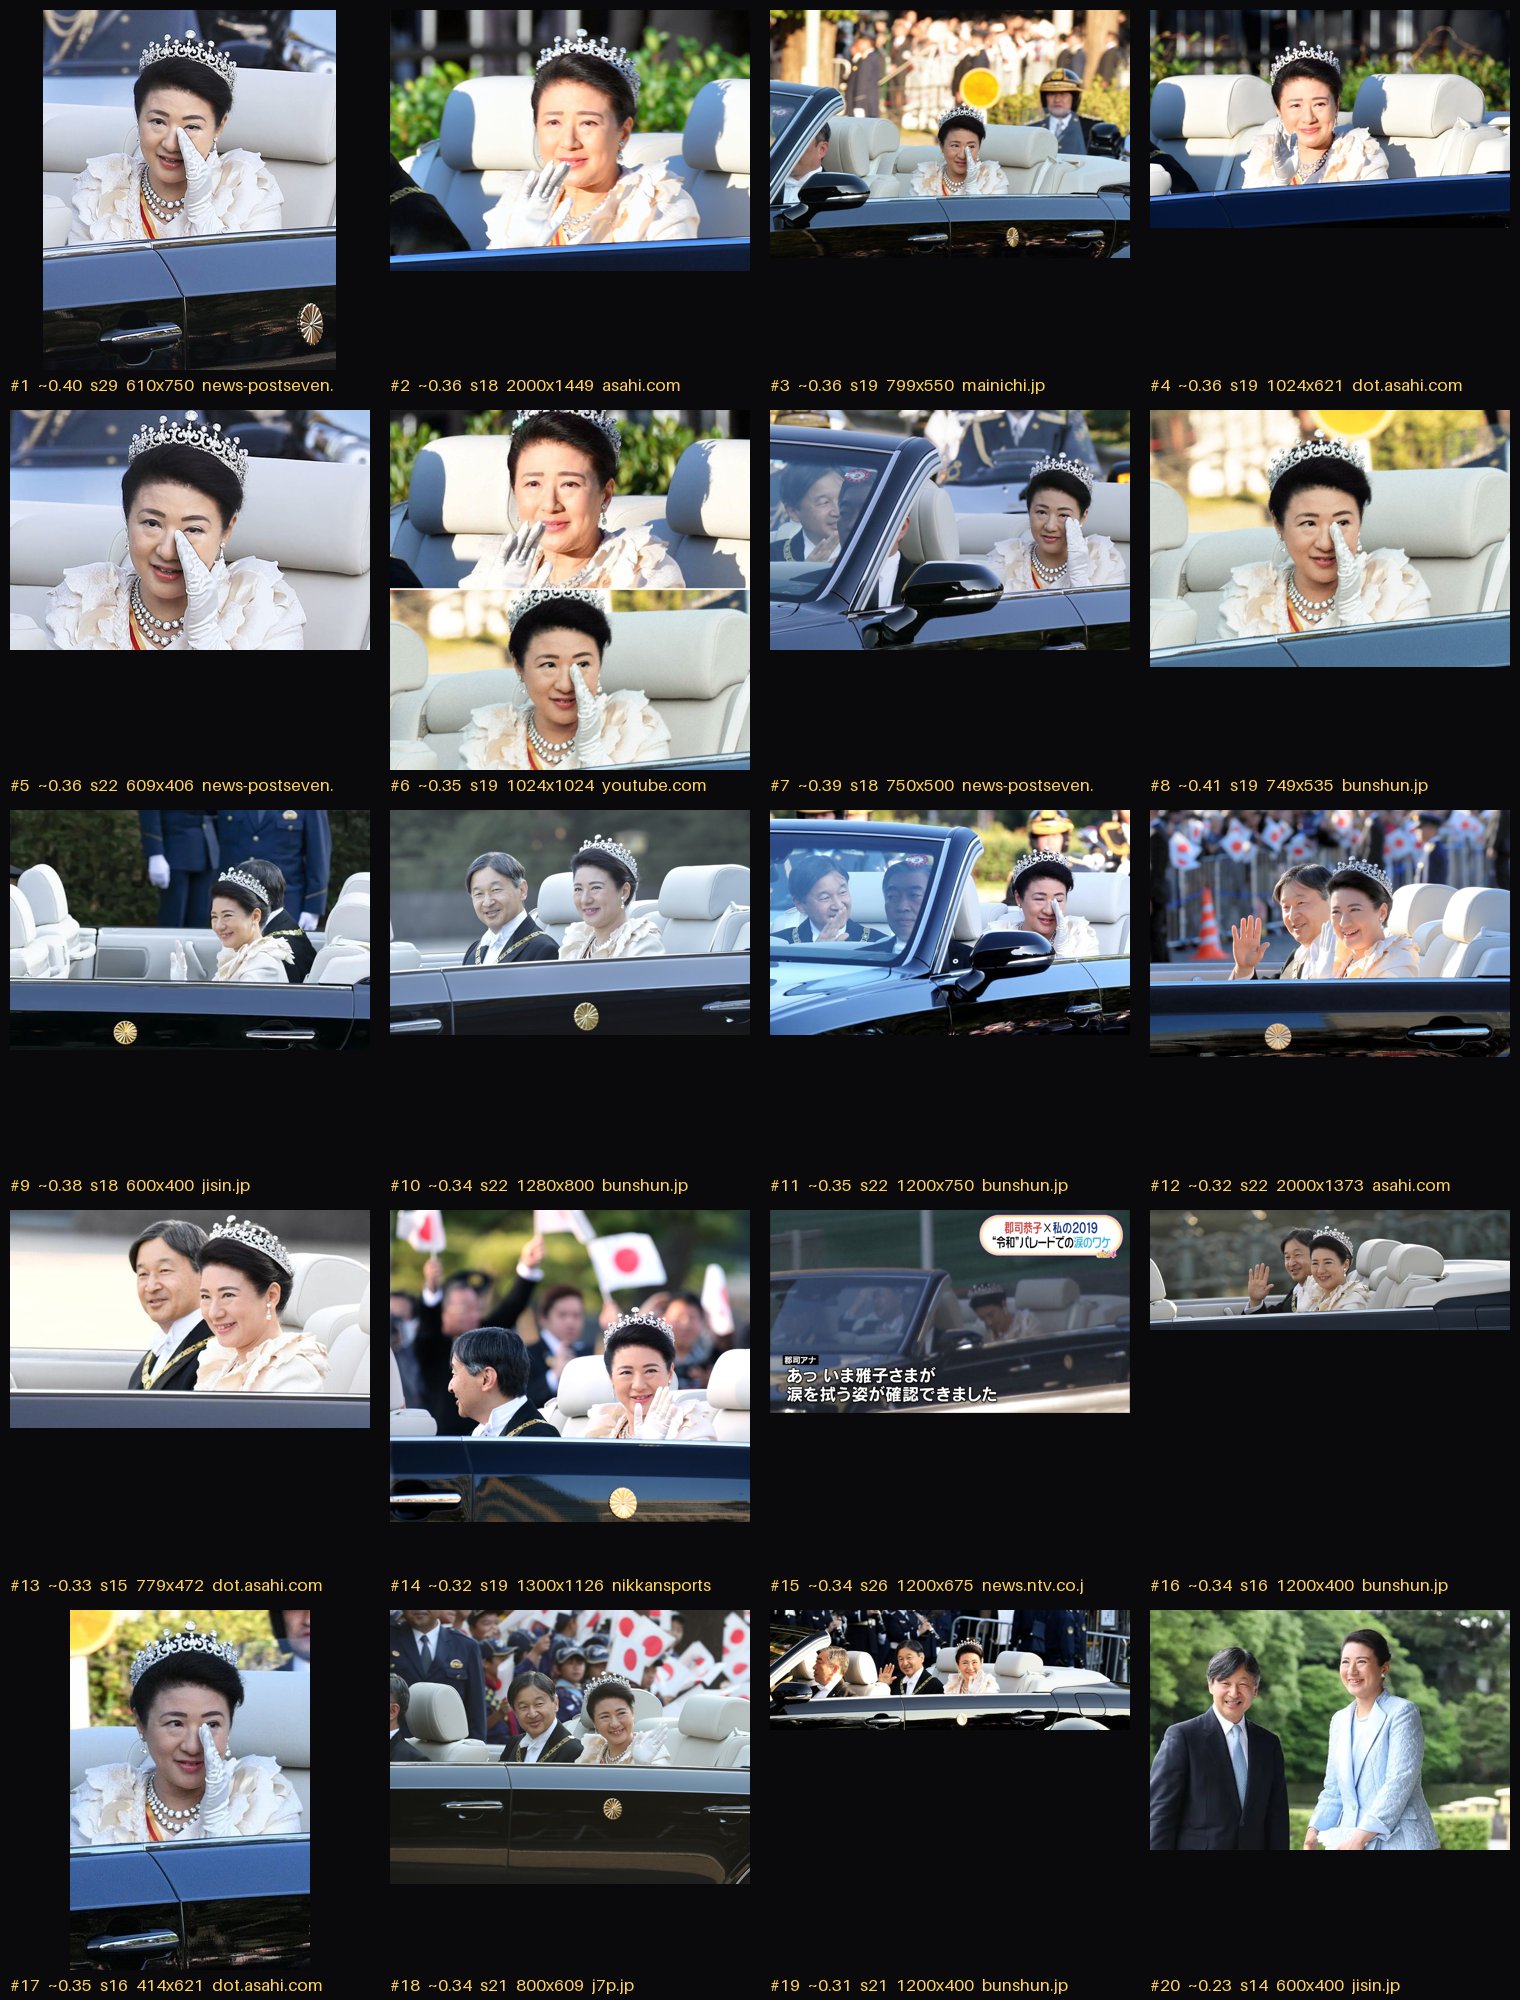 #1 ~0.40 s29 610x750 news-postseven.
#2 ~0.36 s18 2000x1449 asahi.com
#3 ~0.36 s19 799x550 mainichi.jp
#4 ~0.36 s19 1024x621 dot.asahi.com
#5 ~0.36 s22 609x406 news-postseven.
#6 ~0.35 s19 1024x1024 youtube.com
#7 ~0.39 s18 750x500 news-postseven.
#8 ~0.41 s19 749x535 bunshun.jp
#9 ~0.38 s18 600x400 jisin.jp
#10 ~0.34 s22 1280x800 bunshun.jp
#11 ~0.35 s22 1200x750 bunshun.jp
#12 ~0.32 s22 2000x1373 asahi.com
郡司恭子×私の2019
“令和”パレードでの涙のワケ
郡司アナ
あっ いま雅子さまが
涙を拭う姿が確認できました
#13 ~0.33 s15 779x472 dot.asahi.com
#14 ~0.32 s19 1300x1126 nikkansports
#15 ~0.34 s26 1200x675 news.ntv.co.j
#16 ~0.34 s16 1200x400 bunshun.jp
#17 ~0.35 s16 414x621 dot.asahi.com
#18 ~0.34 s21 800x609 j7p.jp
#19 ~0.31 s21 1200x400 bunshun.jp
#20 ~0.23 s14 600x400 jisin.jp